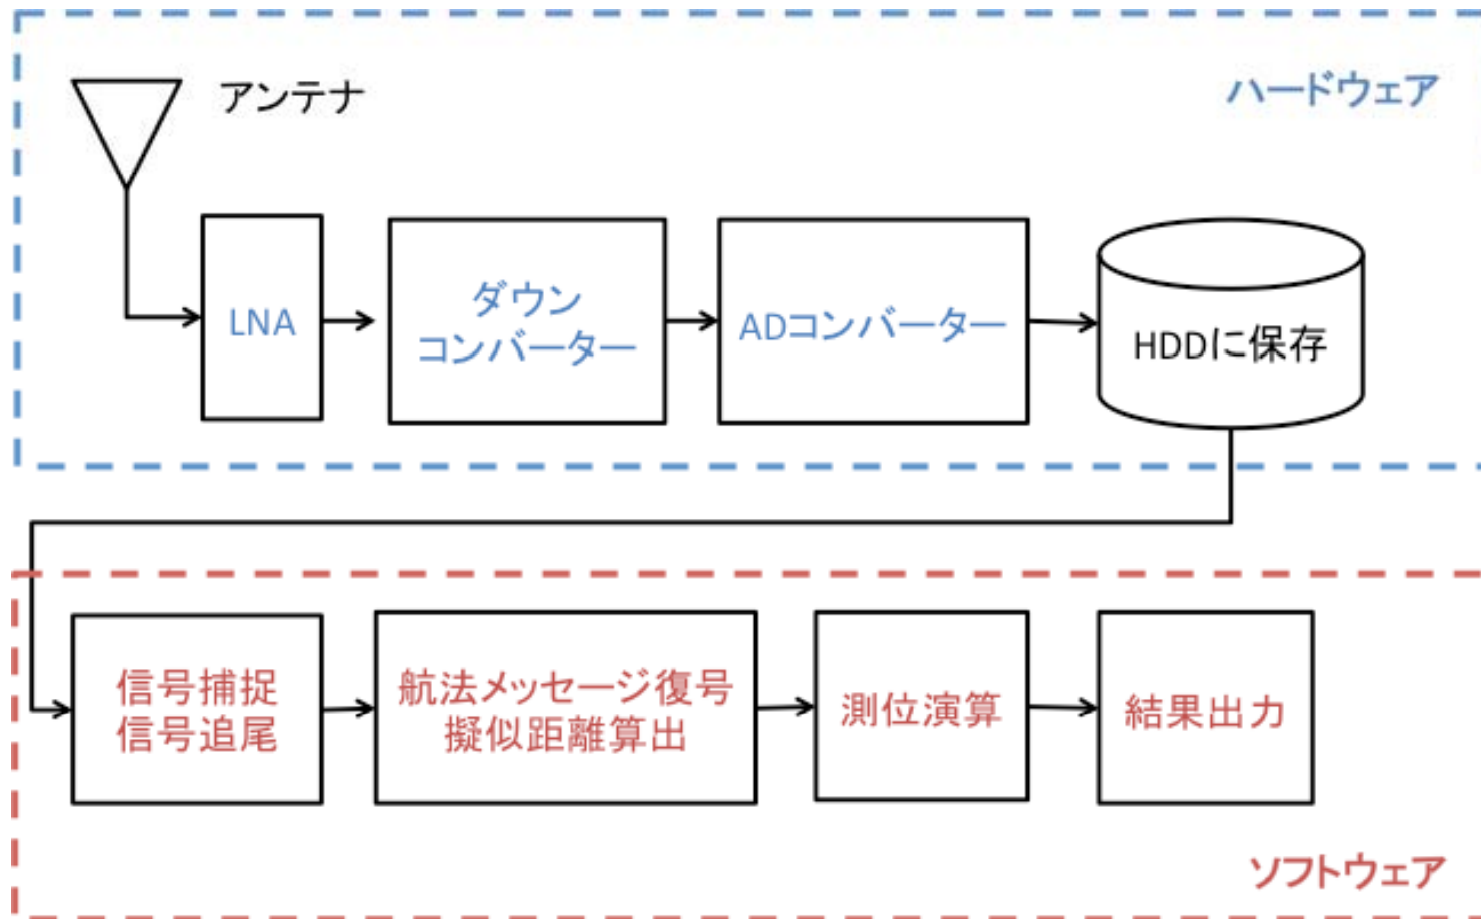 アンテナ
ハードウェア
LNA
ダウン
コンバーター
ADコンバーター
HDDに保存
信号捕捉
信号追尾
航法メッセージ復号
擬似距離算出
測位演算
結果出力
ソフトウェア